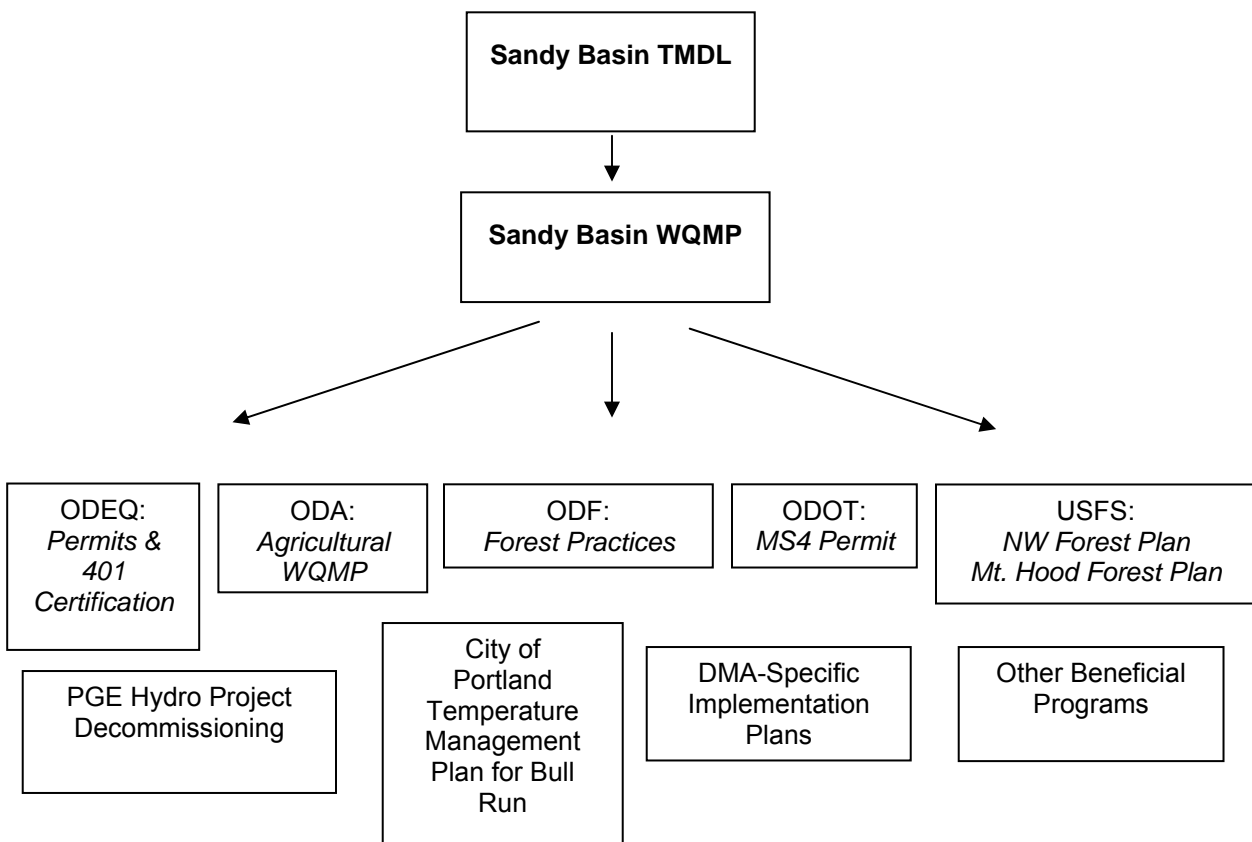 Sandy Basin TMDL
Sandy Basin WQMP
ODEQ:
Permits &
401
Certification
ODA:
Agricultural
WQMP
ODF:
Forest Practices
ODOT:
MS4 Permit
USFS:
NW Forest Plan
Mt. Hood Forest Plan
PGE Hydro Project
Decommissioning
City of
Portland
Temperature
Management
Plan for Bull
Run
DMA-Specific
Implementation
Plans
Other Beneficial
Programs